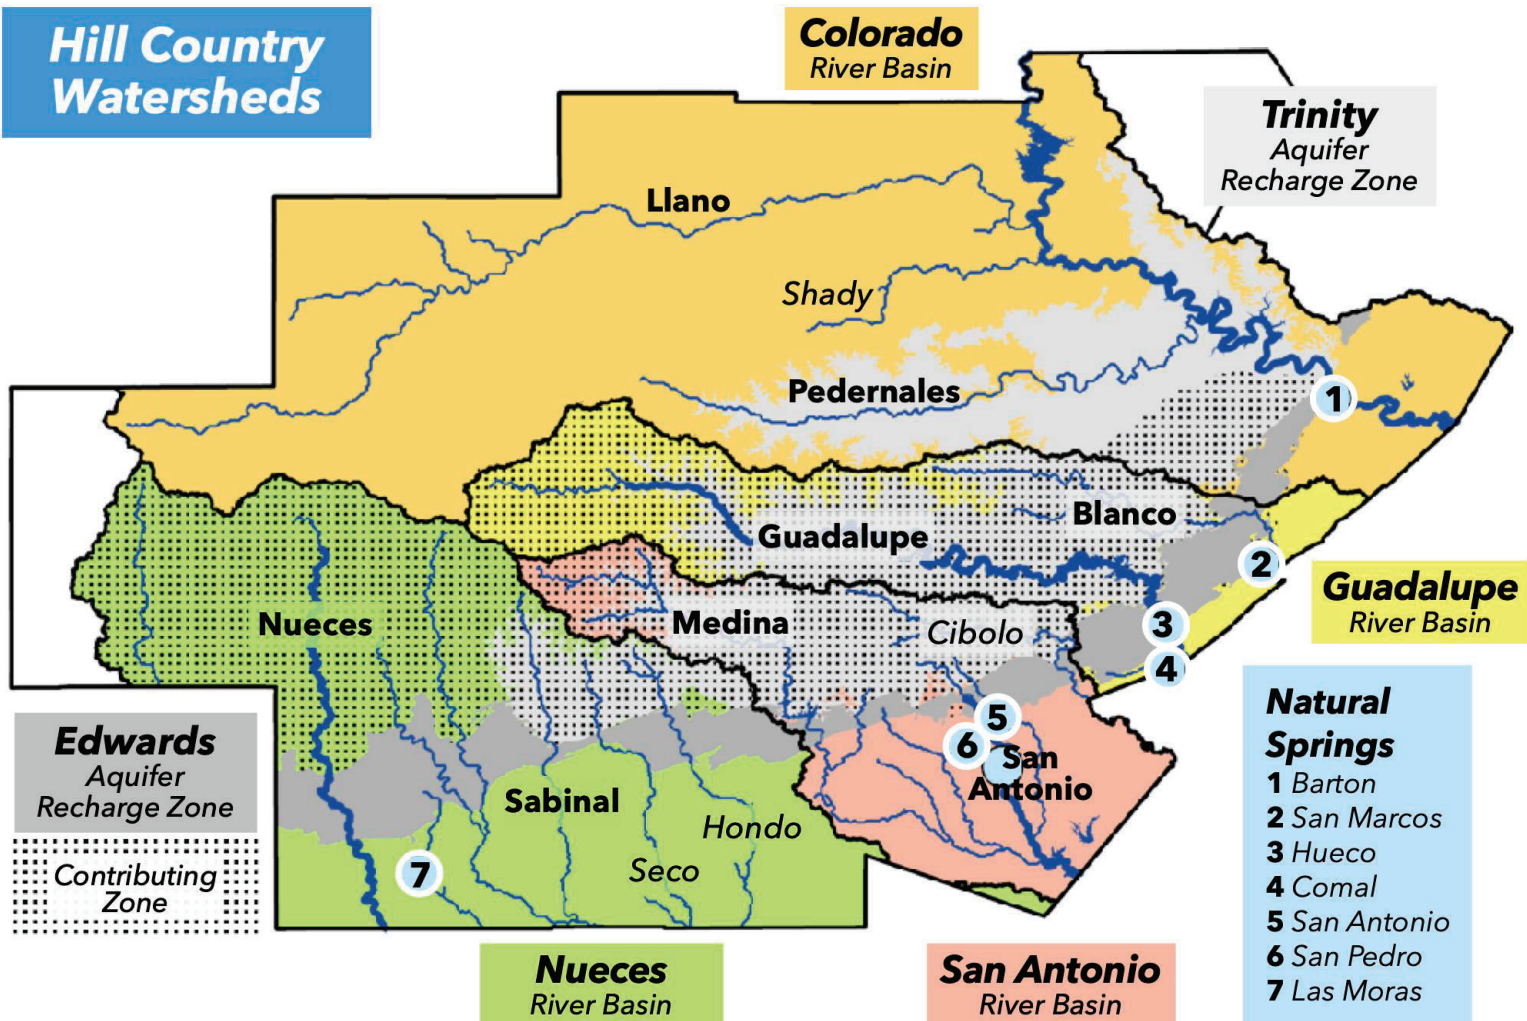 Hill Country
Watersheds
Colorado
River Basin
Trinity
Aquifer
Recharge Zone
Llano
Shady
Pedernales
1
Blanco
Guadalupe
2
Guadalupe
River Basin
Nueces
Medina
Cibolo
3
4
Edwards
Aquifer
Recharge Zone
Contributing
Zone
5
6
San
Antonio
Sabinal
Hondo
Seco
7
Natural
Springs
1 Barton
2 San Marcos
3 Hueco
4 Comal
5 San Antonio
6 San Pedro
7 Las Moras
Nueces
River Basin
San Antonio
River Basin